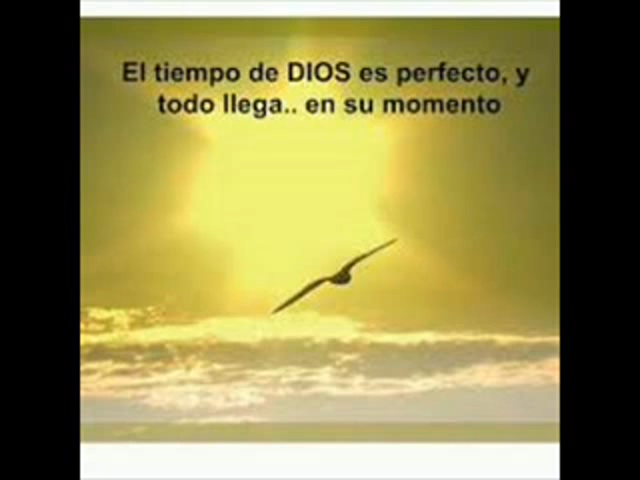 El tiempo de DIOS es perfecto, y
todo llega.. en su momento